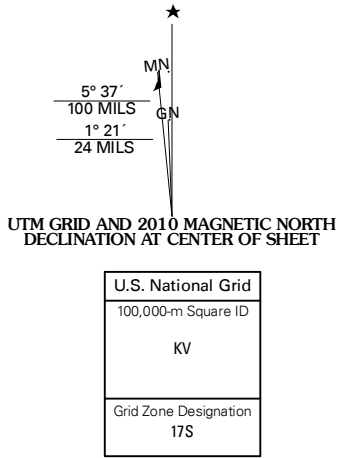 MN
5° 37´
100 MILS
GN
1° 21´
24 MILS
UTM GRID AND 2010 MAGNETIC NORTH
DECLINATION AT CENTER OF SHEET
U.S. National Grid
100,000-m Square ID
KV
Grid Zone Designation
17S